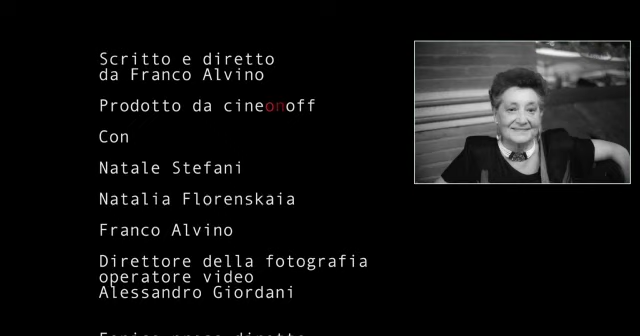 Scritto e diretto
da Franco Alvino
Prodotto da cineonoff
Con
Natale Stefani
Natalia Florenskaia
Franco Alvino
Direttore della fotografia
operatore video
Alessandro Giordani